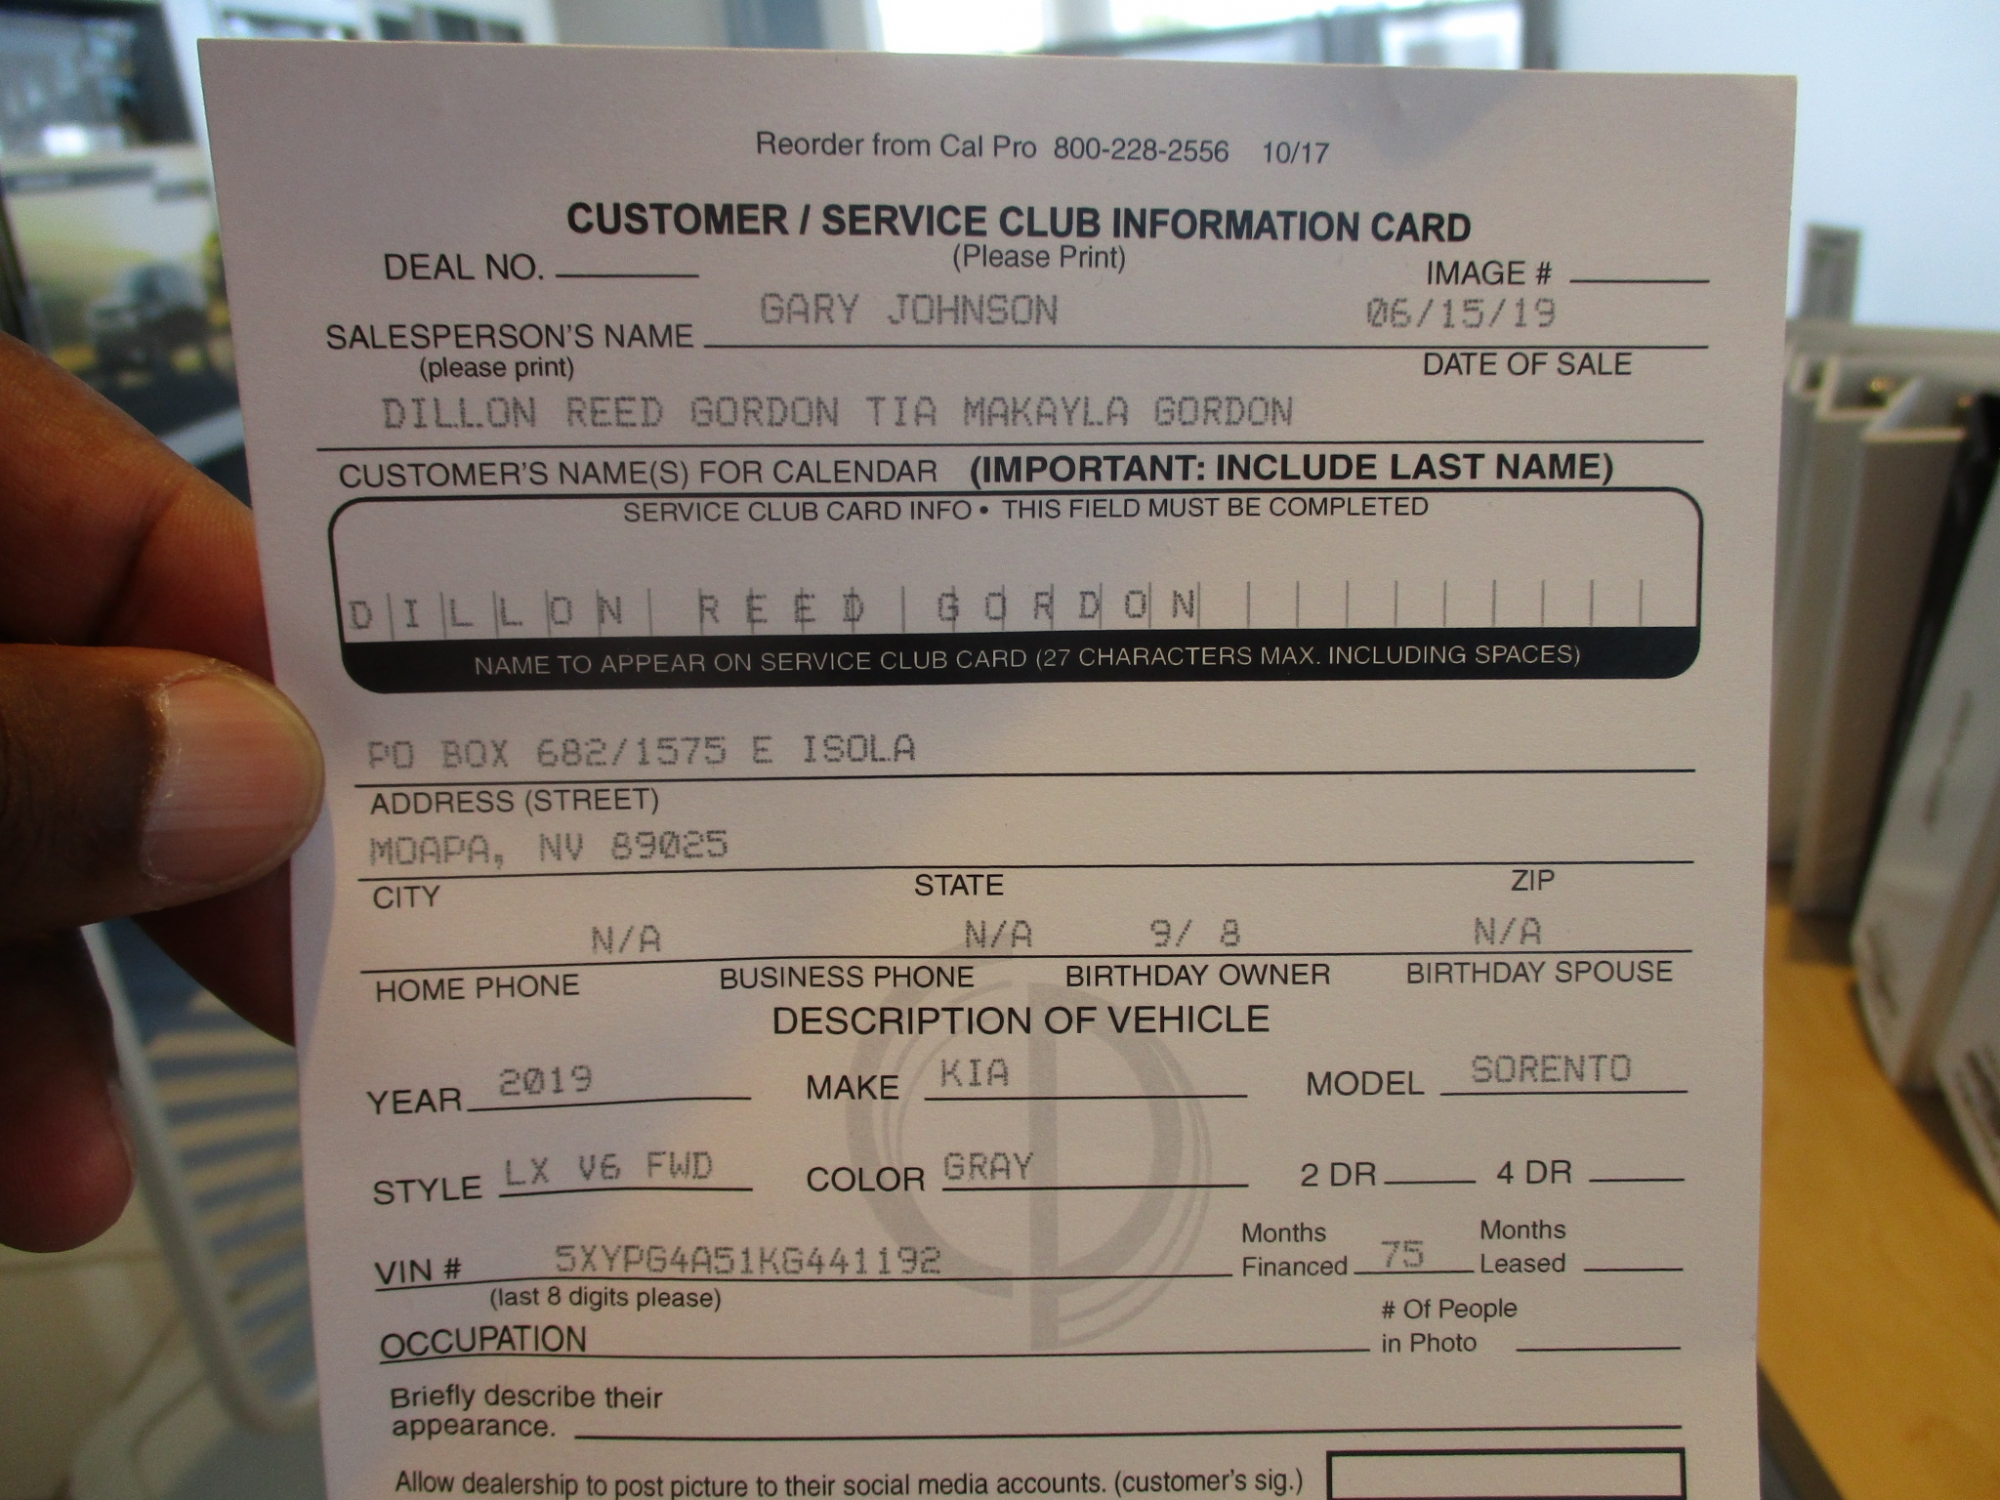 Reorder from Cal Pro 800-228-2556 10/17
CUSTOMER / SERVICE CLUB INFORMATION CARD
(Please Print)
DEAL NO. IMAGE #
GARY JOHNSON 06/15/19
SALESPERSON'S NAME
(please print) DATE OF SALE
DILLON REED GORDON TIA MAKAYLA GORDON
CUSTOMER'S NAME(S) FOR CALENDAR (IMPORTANT: INCLUDE LAST NAME)
SERVICE CLUB CARD INFO • THIS FIELD MUST BE COMPLETED
DILLON REED GORDON
NAME TO APPEAR ON SERVICE CLUB CARD (27 CHARACTERS MAX. INCLUDING SPACES)
PO BOX 682/1575 E ISOLA
ADDRESS (STREET)
MOAPA, NV 89025
CITY STATE ZIP
N/A N/A 9/ 8 N/A
HOME PHONE BUSINESS PHONE BIRTHDAY OWNER BIRTHDAY SPOUSE
DESCRIPTION OF VEHICLE
YEAR 2019 MAKE KIA MODEL SORENTO
STYLE LX V6 FWD COLOR GRAY 2 DR 4 DR
VIN # 5XYPG4A51KG441192 Months Financed 75 Months Leased
(last 8 digits please)
OCCUPATION # Of People in Photo
Briefly describe their
appearance.
Allow dealership to post picture to their social media accounts. (customer's sig.)